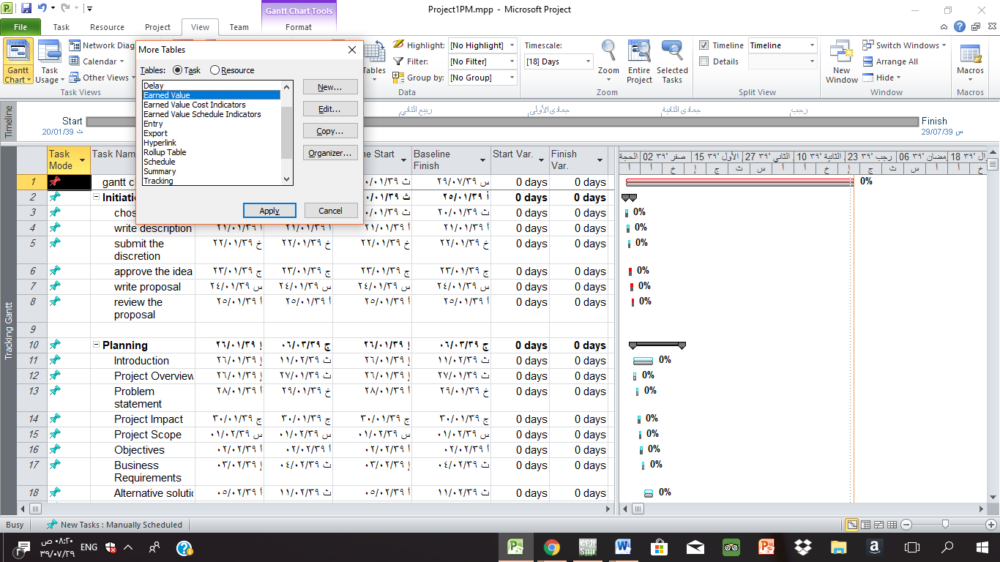 Project1PM.mpp - Microsoft Project
Gantt Chart Tools
File Task Resource Project View Team Format
Gantt Chart
Task Usage
Network Diag
Calendar
Other Views
Task Views
Tables
Highlight: [No Highlight]
Filter: [No Filter]
Group by: [No Group]
Data
Timescale:
[18] Days
Zoom
Entire Project
Selected Tasks
Zoom
Timeline Timeline
Details
Split View
New Window
Switch Windows
Arrange All
Hide
Window
Macros
Macros
More Tables
Tables: Task Resource
Delay
Earned Value
Earned Value Cost Indicators
Earned Value Schedule Indicators
Entry
Export
Hyperlink
Rollup Table
Schedule
Summary
Tracking
New...
Edit...
Copy...
Organizer...
Apply
Cancel
Timeline
Start
ث 20/01/39
ربيع الثاني
جمادى الأولى
جمادى الثانية
رجب
Finish
س 29/07/39
Tracking Gantt
Task Mode Task Nam ne Start Baseline Finish Start Var. Finish Var.
1 gantt c ث ٠/٠١/٣٩ س ٢٩/٠٧/٣٩ 0 days 0 days 0%
2 Initiatio ث ٠/٠١/٣٩ أ ٢٥/٠١/٣٩ 0 days 0 days
3 chos ث ٠/٠١/٣٩ ث ٢٠/٠١/٣٩ 0 days 0 days 0%
4 write description أ ٢١/٠١/٣٩ أ ٢١/٠١/٣٩ أ ٢١/٠١/٣٩ أ ٢١/٠١/٣٩ 0 days 0 days 0%
5 submit the discretion خ ٢٢/٠١/٣٩ خ ٢٢/٠١/٣٩ خ ٢٢/٠١/٣٩ خ ٢٢/٠١/٣٩ 0 days 0 days 0%
6 approve the idea ج ٢٣/٠١/٣٩ ج ٢٣/٠١/٣٩ ج ٢٣/٠١/٣٩ ج ٢٣/٠١/٣٩ 0 days 0 days 0%
7 write proposal س ٢٤/٠١/٣٩ س ٢٤/٠١/٣٩ س ٢٤/٠١/٣٩ س ٢٤/٠١/٣٩ 0 days 0 days 0%
8 review the proposal أ ٢٥/٠١/٣٩ أ ٢٥/٠١/٣٩ أ ٢٥/٠١/٣٩ أ ٢٥/٠١/٣٩ 0 days 0 days 0%
9
10 Planning إ ٢٦/٠١/٣٩ ج ٠٦/٠٣/٣٩ إ ٢٦/٠١/٣٩ ج ٠٦/٠٣/٣٩ 0 days 0 days
11 Introduction إ ٢٦/٠١/٣٩ ث ١١/٠٢/٣٩ إ ٢٦/٠١/٣٩ ث ١١/٠٢/٣٩ 0 days 0 days 0%
12 Project Overview إ ٢٦/٠١/٣٩ ث ٢٧/٠١/٣٩ إ ٢٦/٠١/٣٩ ث ٢٧/٠١/٣٩ 0 days 0 days 0%
13 Problem statement أ ٢٨/٠١/٣٩ خ ٢٩/٠١/٣٩ أ ٢٨/٠١/٣٩ خ ٢٩/٠١/٣٩ 0 days 0 days 0%
14 Project Impact ج ٣٠/٠١/٣٩ ج ٣٠/٠١/٣٩ ج ٣٠/٠١/٣٩ ج ٣٠/٠١/٣٩ 0 days 0 days 0%
15 Project Scope س ٠١/٠٢/٣٩ س ٠١/٠٢/٣٩ س ٠١/٠٢/٣٩ س ٠١/٠٢/٣٩ 0 days 0 days 0%
16 Objectives أ ٠٢/٠٢/٣٩ أ ٠٢/٠٢/٣٩ أ ٠٢/٠٢/٣٩ أ ٠٢/٠٢/٣٩ 0 days 0 days 0%
17 Business Requirements إ ٠٣/٠٢/٣٩ ث ٠٤/٠٢/٣٩ إ ٠٣/٠٢/٣٩ ث ٠٤/٠٢/٣٩ 0 days 0 days 0%
18 Alternative solutic أ ٠٥/٠٢/٣٩ ث ١١/٠٢/٣٩ أ ٠٥/٠٢/٣٩ ث ١١/٠٢/٣٩ 0 days 0 days 0%
Busy New Tasks : Manually Scheduled
ENG
٠٨:٢٠ ص
٣٩/٠٧/٢٩